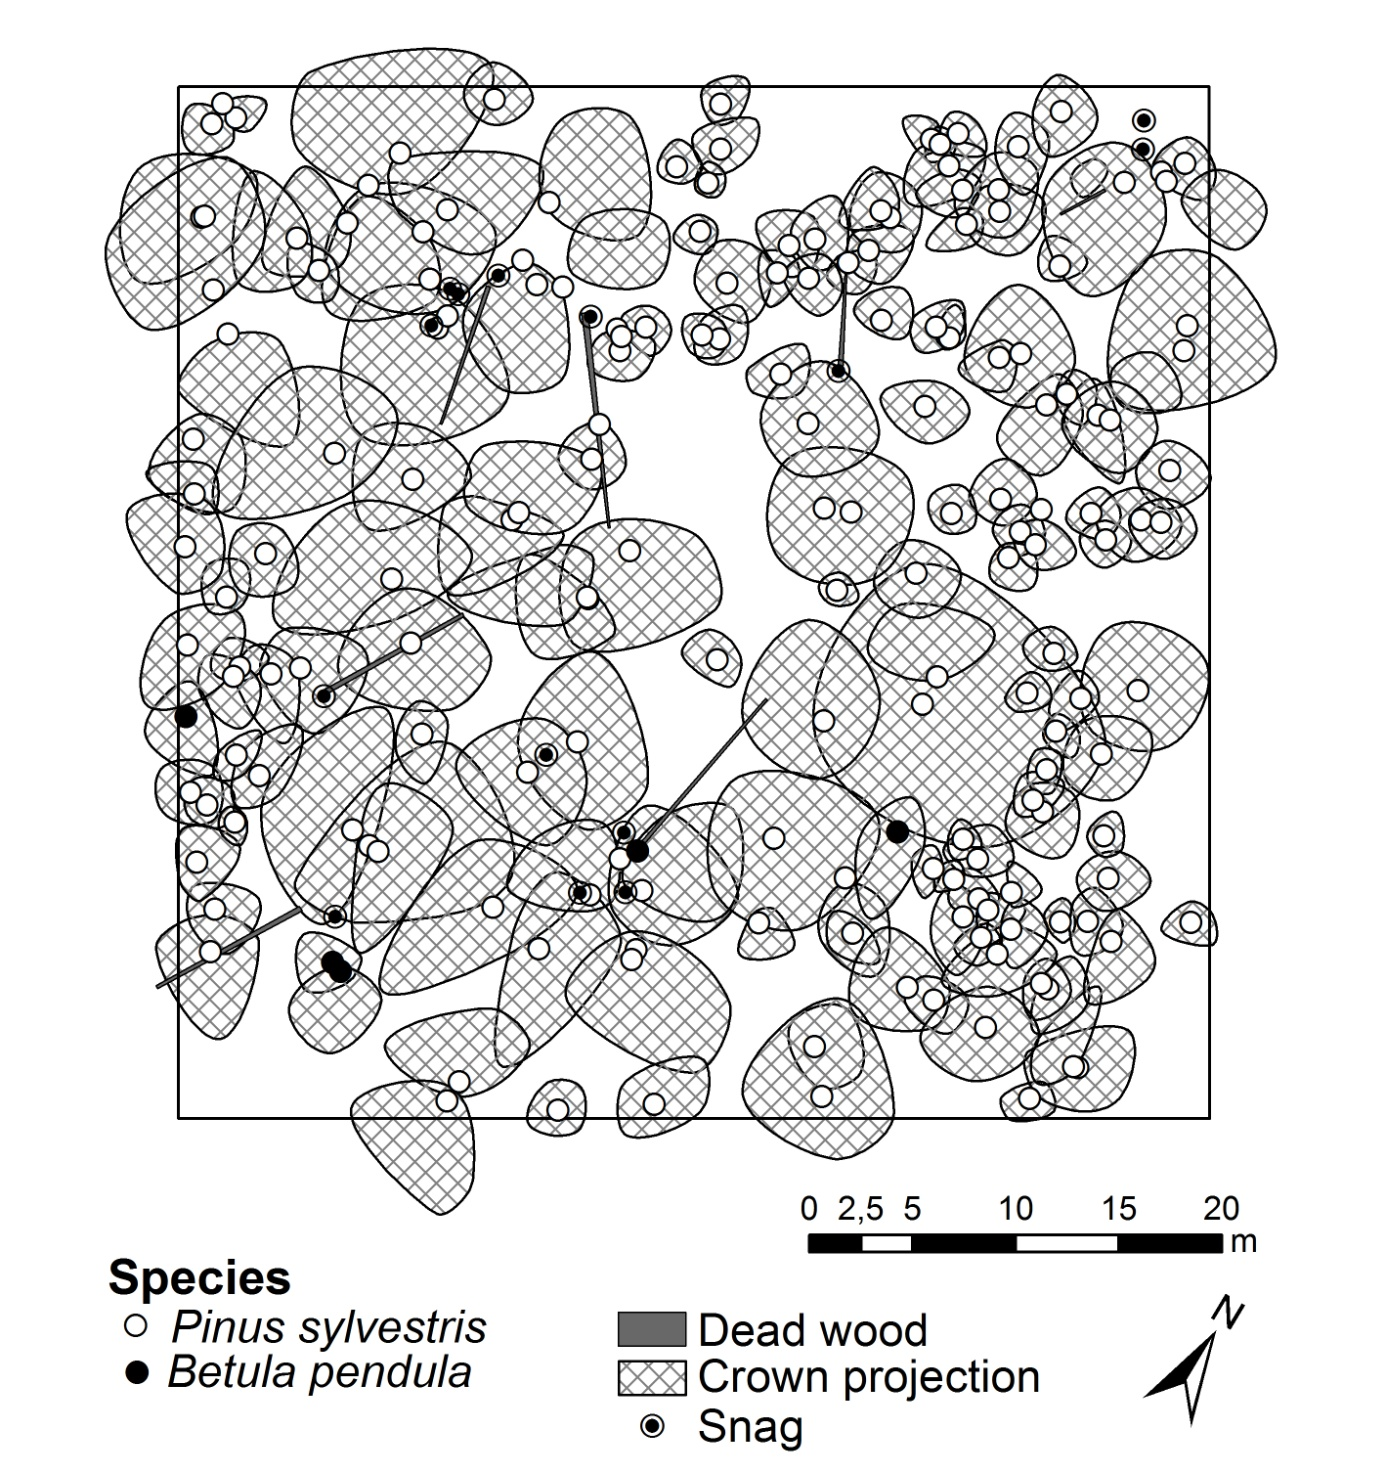 0 2,5 5 10 15 20
m
Species
Pinus sylvestris
Betula pendula
Dead wood
Crown projection
Snag
N